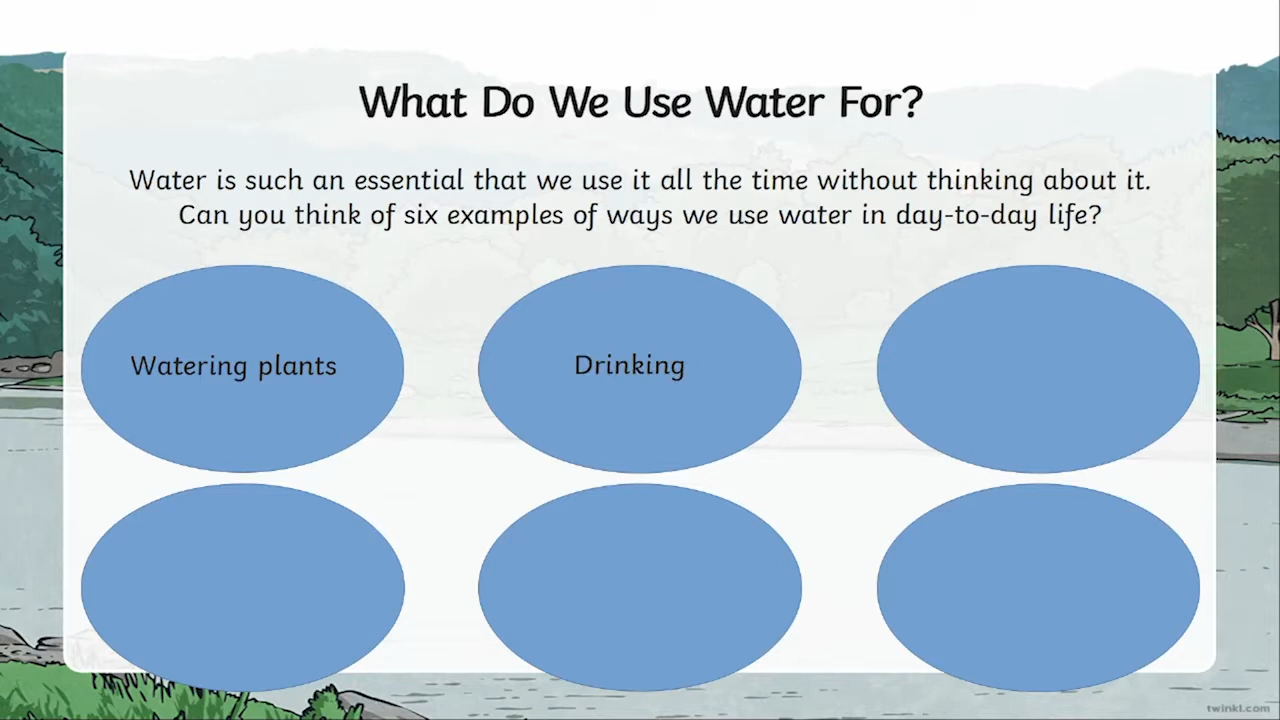 What Do We Use Water For?
Water is such an essential that we use it all the time without thinking about it.
Can you think of six examples of ways we use water in day-to-day life?
Watering plants
Drinking
twinkl.com